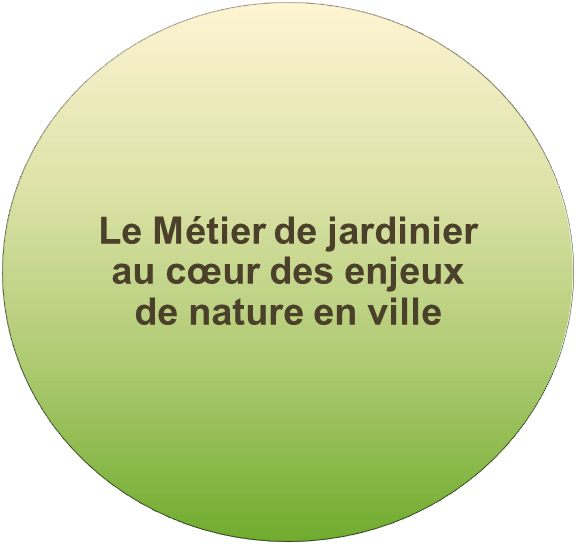 Le Métier de jardinier
au cœur des enjeux
de nature en ville